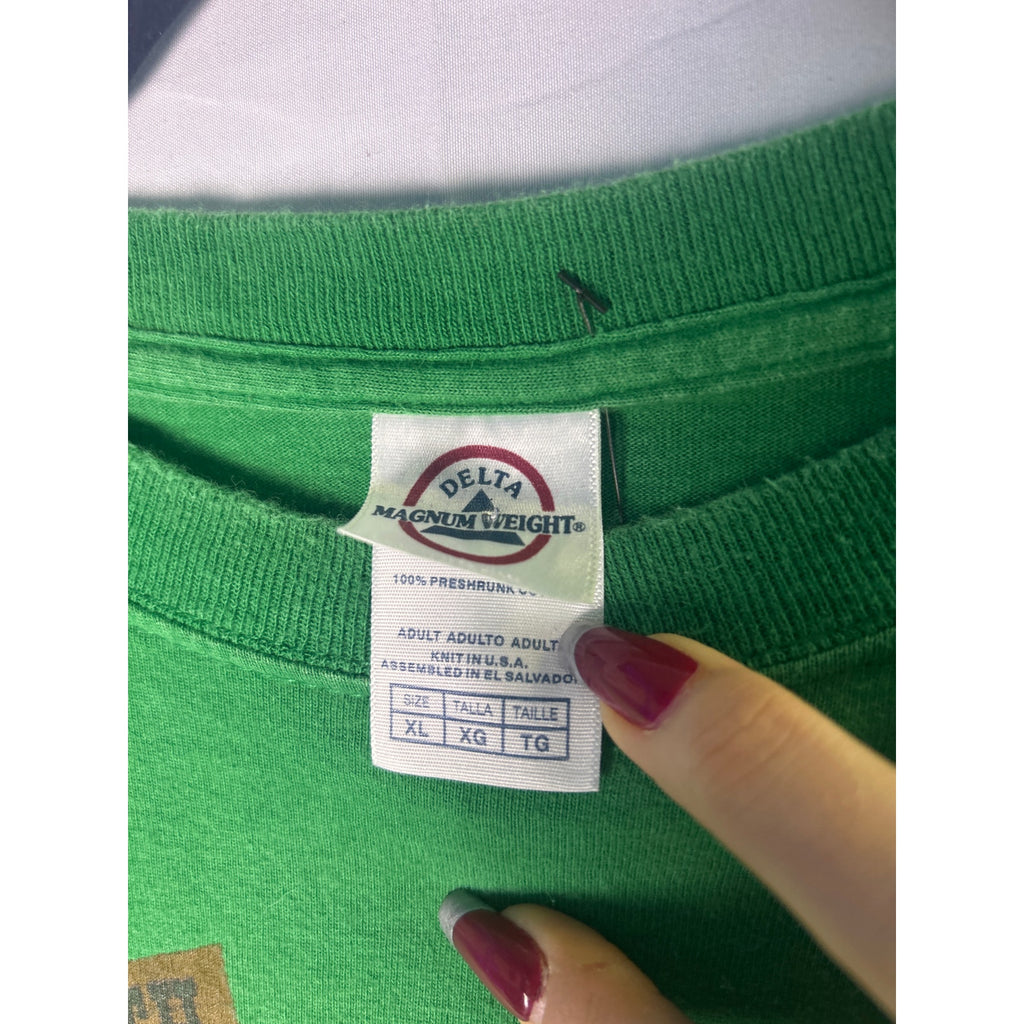 DELTA
MAGNUM WEIGHT®
100% PRESHRUNK
ADULT ADULTO ADULT
KNIT IN U.S.A.
ASSEMBLED IN EL SALVADOR
SIZE TALLA TAILLE
XL XG TG